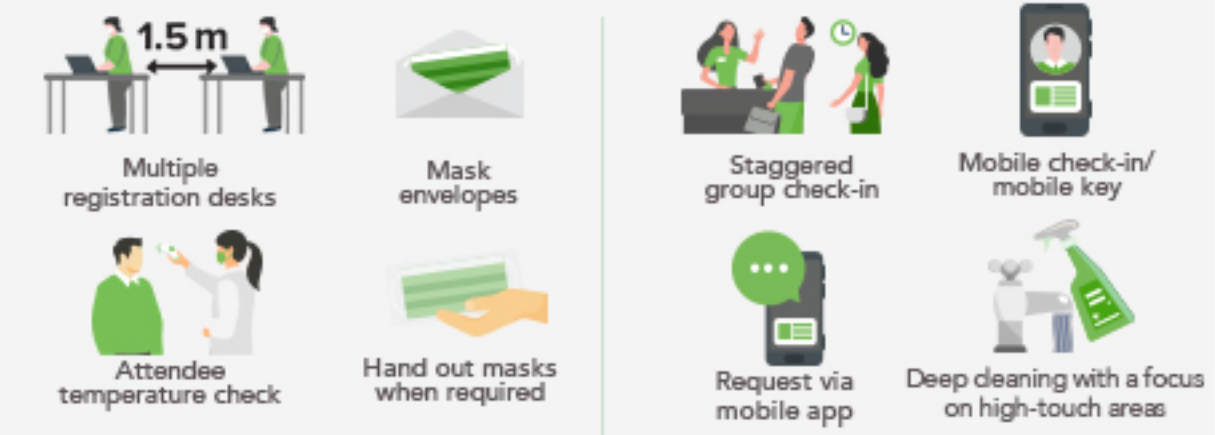 1.5 m
Multiple
registration desks
Mask
envelopes
Attendee
temperature check
Hand out masks
when required
Staggered
group check-in
Mobile check-in/
mobile key
Request via
mobile app
Deep cleaning with a focus
on high-touch areas